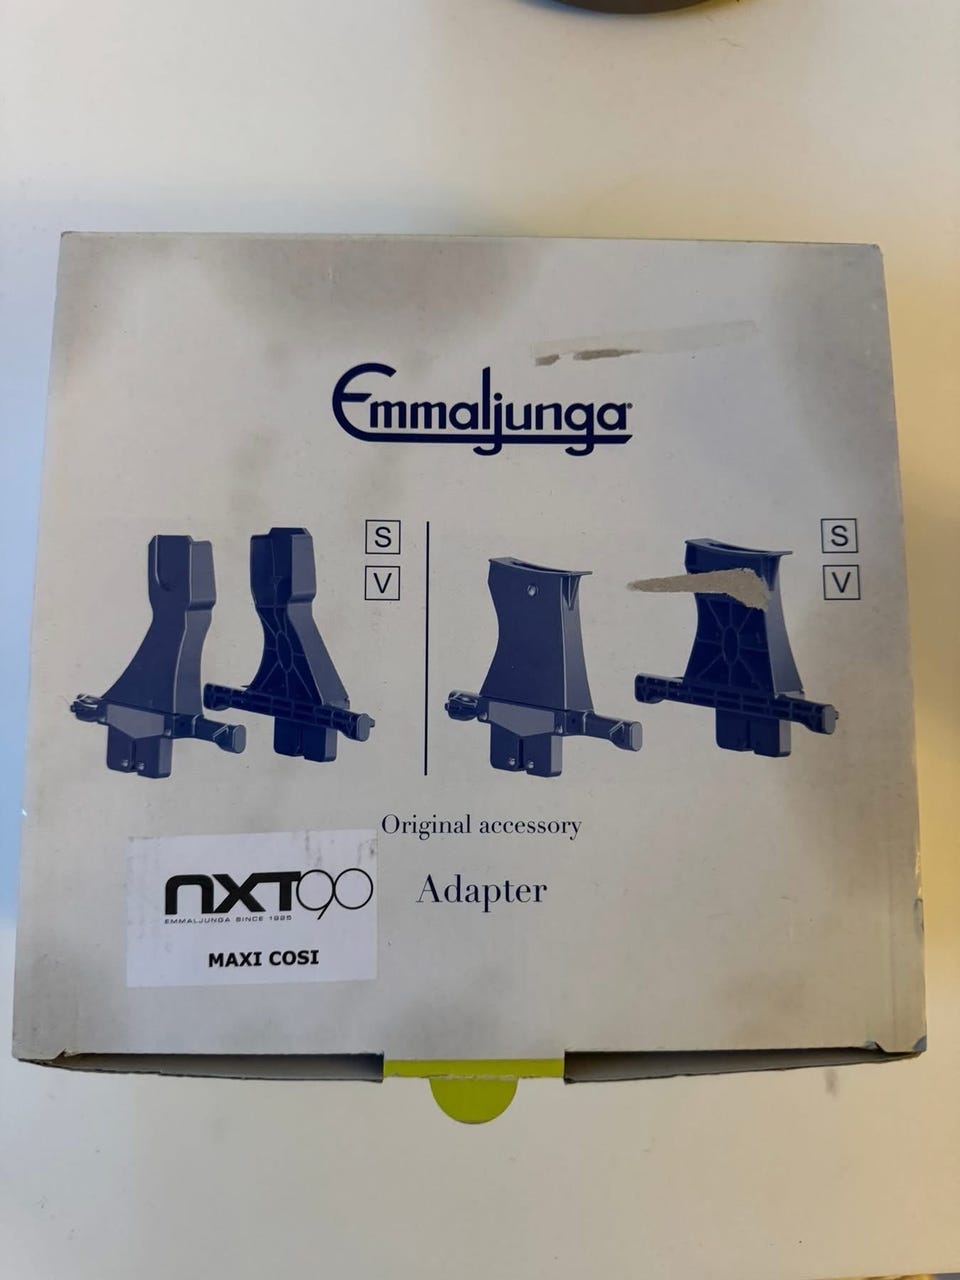 Emmaljunga®
S
V
S
V
Original accessory
Adapter
NXT90
EMMALJUNGA SINCE 1925
MAXI COSI